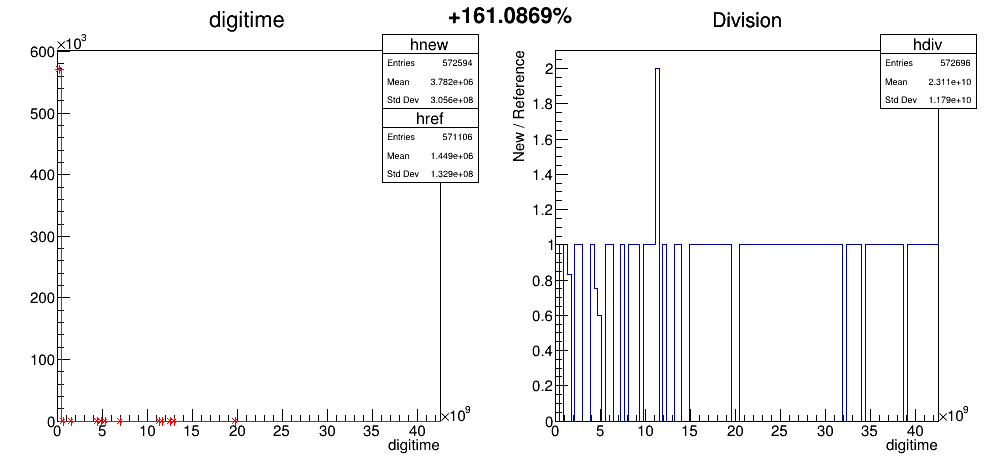 +161.0869%
digitime
×10³
600
500
400
300
200
100
0
0 5 10 15 20 25 30 35 40
×10⁹
digitime
hnew
Entries 572594
Mean 3.782e+06
Std Dev 3.056e+08
href
Entries 571106
Mean 1.449e+06
Std Dev 1.329e+08
Division
New / Reference
2
1.8
1.6
1.4
1.2
1
0.8
0.6
0.4
0.2
0
0 5 10 15 20 25 30 35 40
×10⁹
digitime
hdiv
Entries 572696
Mean 2.311e+10
Std Dev 1.179e+10